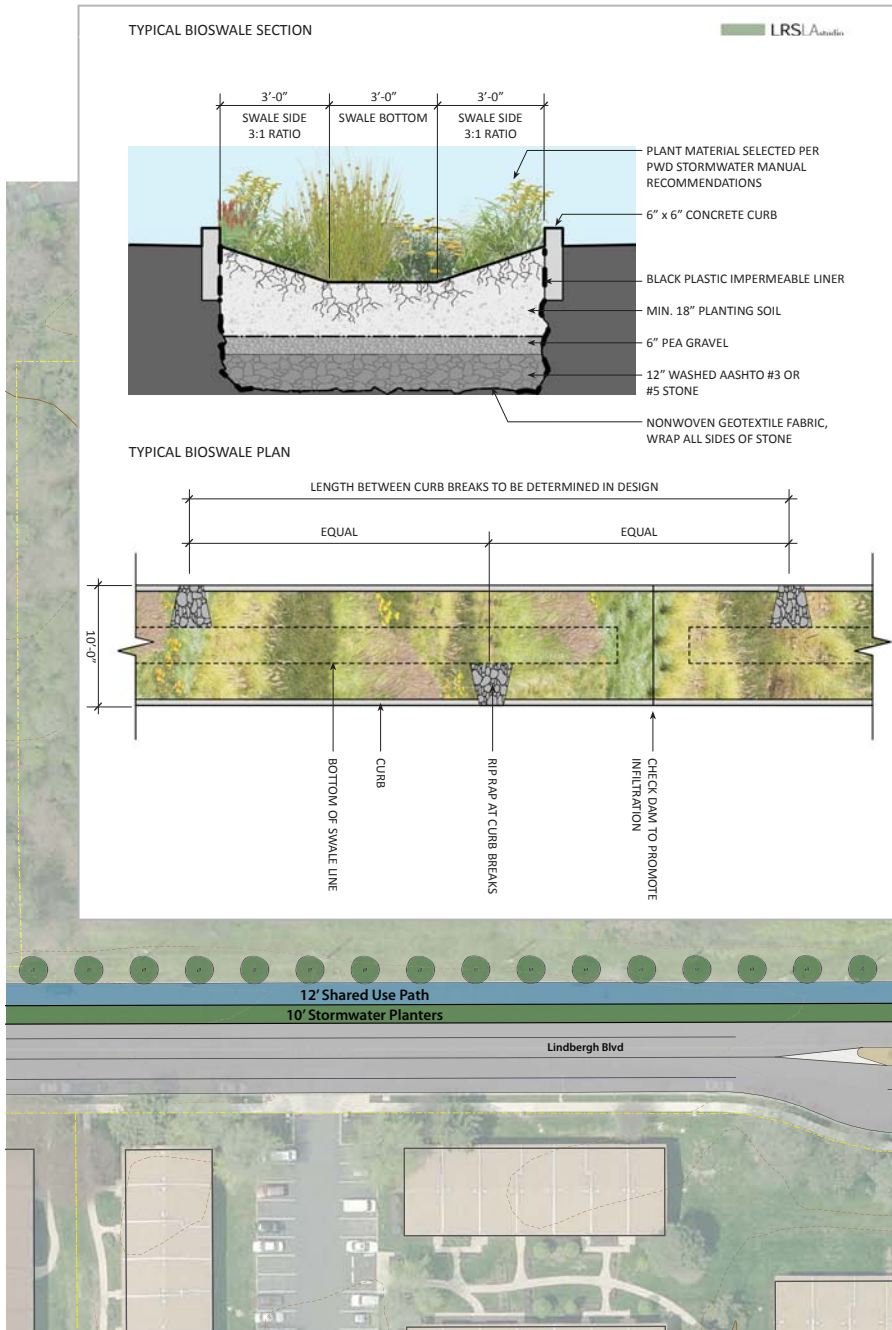 TYPICAL BIOSWALE SECTION
LRSLAstudio
3'-0"
3'-0"
3'-0"
SWALE SIDE
3:1 RATIO
SWALE BOTTOM
SWALE SIDE
3:1 RATIO
PLANT MATERIAL SELECTED PER
PWD STORMWATER MANUAL
RECOMMENDATIONS
6" x 6" CONCRETE CURB
BLACK PLASTIC IMPERMEABLE LINER
MIN. 18" PLANTING SOIL
6" PEA GRAVEL
12" WASHED AASHTO #3 OR
#5 STONE
NONWOVEN GEOTEXTILE FABRIC,
WRAP ALL SIDES OF STONE
TYPICAL BIOSWALE PLAN
LENGTH BETWEEN CURB BREAKS TO BE DETERMINED IN DESIGN
EQUAL
EQUAL
10'-0"
BOTTOM OF SWALE LINE
CURB
RIP RAP AT CURB BREAKS
CHECK DAM TO PROMOTE
INFILTRATION
12' Shared Use Path
10' Stormwater Planters
Lindbergh Blvd